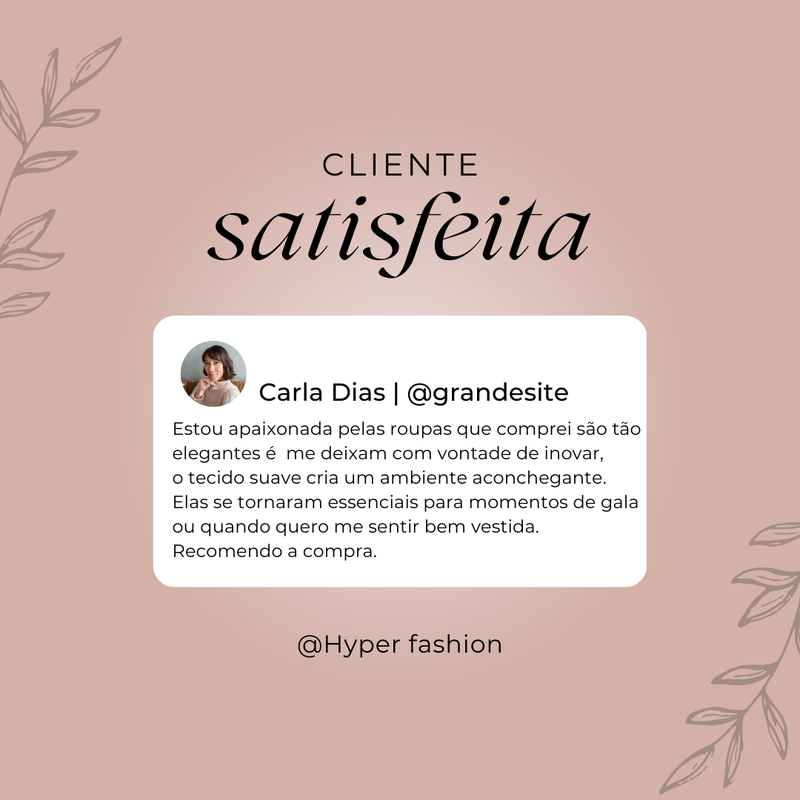 CLIENTE
satisfeita
Carla Dias | @grandesite
Estou apaixonada pelas roupas que comprei são tão
elegantes é  me deixam com vontade de inovar,
o tecido suave cria um ambiente aconchegante.
Elas se tornaram essenciais para momentos de gala
ou quando quero me sentir bem vestida.
Recomendo a compra.
@Hyper fashion